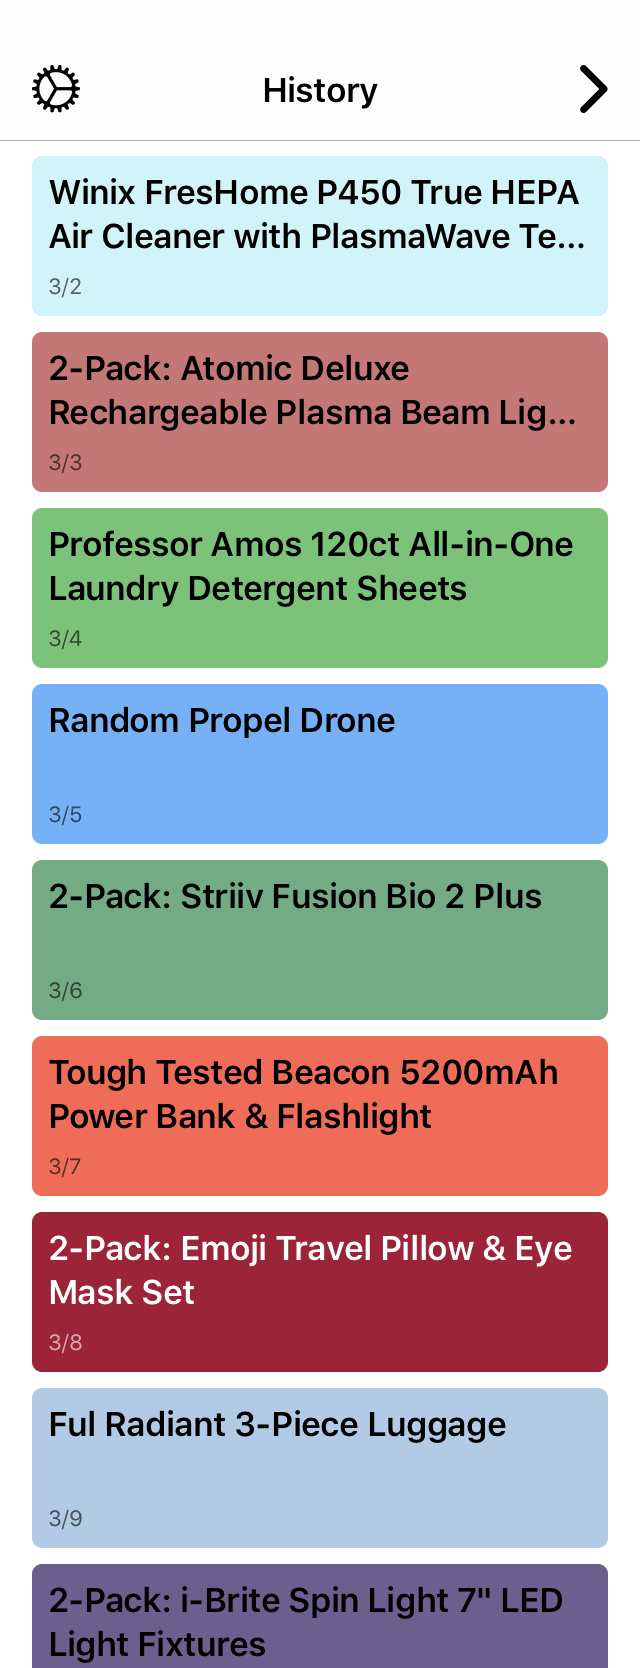 History
Winix FresHome P450 True HEPA
Air Cleaner with PlasmaWave Te...
3/2
2-Pack: Atomic Deluxe
Rechargeable Plasma Beam Lig...
3/3
Professor Amos 120ct All-in-One
Laundry Detergent Sheets
3/4
Random Propel Drone
3/5
2-Pack: Striiv Fusion Bio 2 Plus
3/6
Tough Tested Beacon 5200mAh
Power Bank & Flashlight
3/7
2-Pack: Emoji Travel Pillow & Eye
Mask Set
3/8
Ful Radiant 3-Piece Luggage
3/9
2-Pack: i-Brite Spin Light 7" LED
Light Fixtures